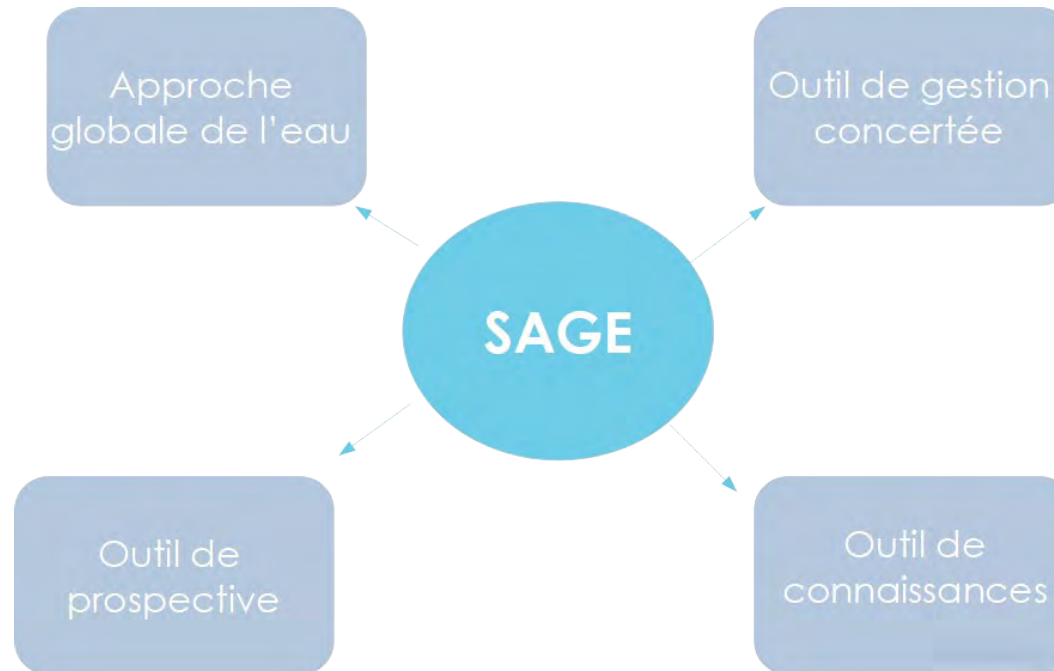 Approche
globale de l’eau
Outil de gestion
concertée
SAGE
Outil de
prospective
Outil de
connaissances